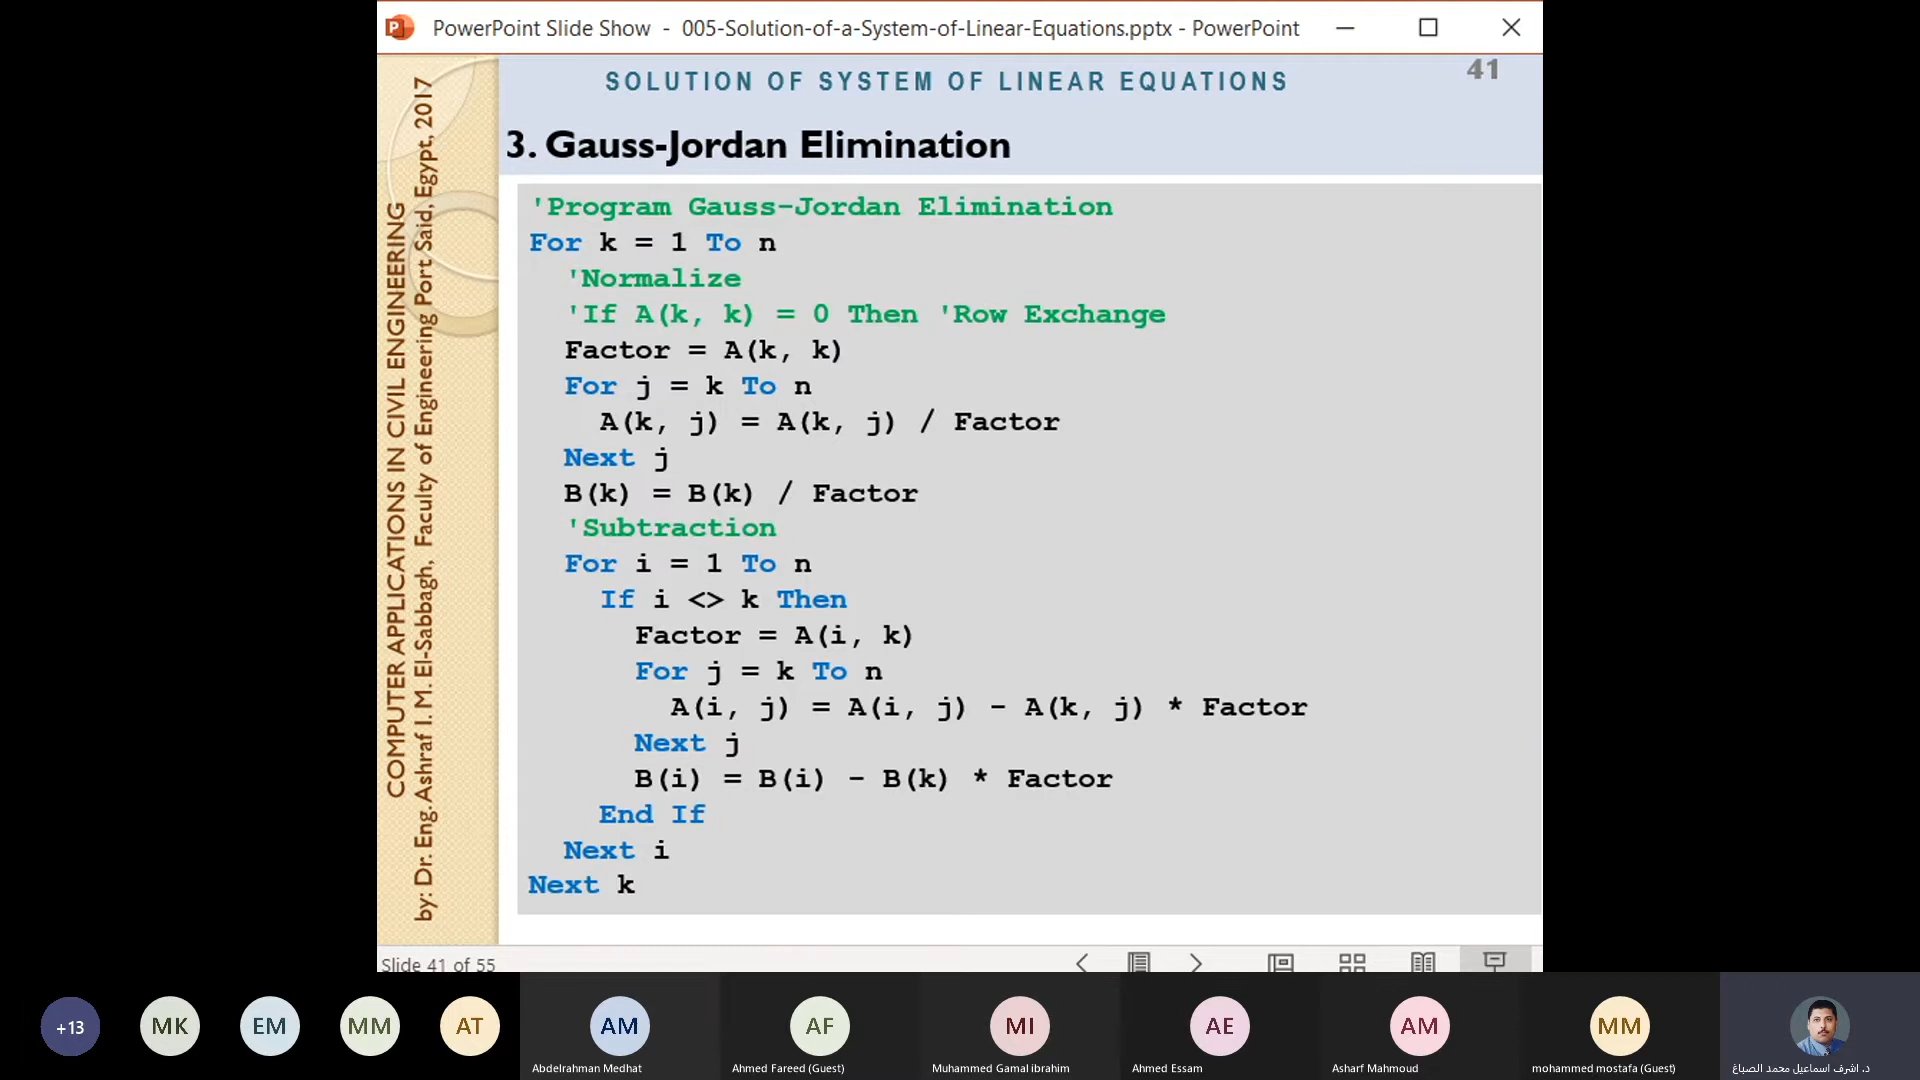 PowerPoint Slide Show - 005-Solution-of-a-System-of-Linear-Equations.pptx - PowerPoint
SOLUTION OF SYSTEM OF LINEAR EQUATIONS
41
3. Gauss-Jordan Elimination
COMPUTER APPLICATIONS IN CIVIL ENGINEERING
by: Dr. Eng. Ashraf I. M. El-Sabbagh, Faculty of Engineering Port Said, Egypt, 2017
'Program Gauss-Jordan Elimination
For k = 1 To n
'Normalize
'If A(k, k) = 0 Then 'Row Exchange
Factor = A(k, k)
For j = k To n
A(k, j) = A(k, j) / Factor
Next j
B(k) = B(k) / Factor
'Subtraction
For i = 1 To n
If i <> k Then
Factor = A(i, k)
For j = k To n
A(i, j) = A(i, j) - A(k, j) * Factor
Next j
B(i) = B(i) - B(k) * Factor
End If
Next i
Next k
Slide 41 of 55
+13
MK
EM
MM
AT
AM
AF
MI
AE
AM
MM
Abdelrahman Medhat
Ahmed Fareed (Guest)
Muhammed Gamal ibrahim
Ahmed Essam
Asharf Mahmoud
mohammed mostafa (Guest)
د. اشرف اسماعيل محمد الصباغ